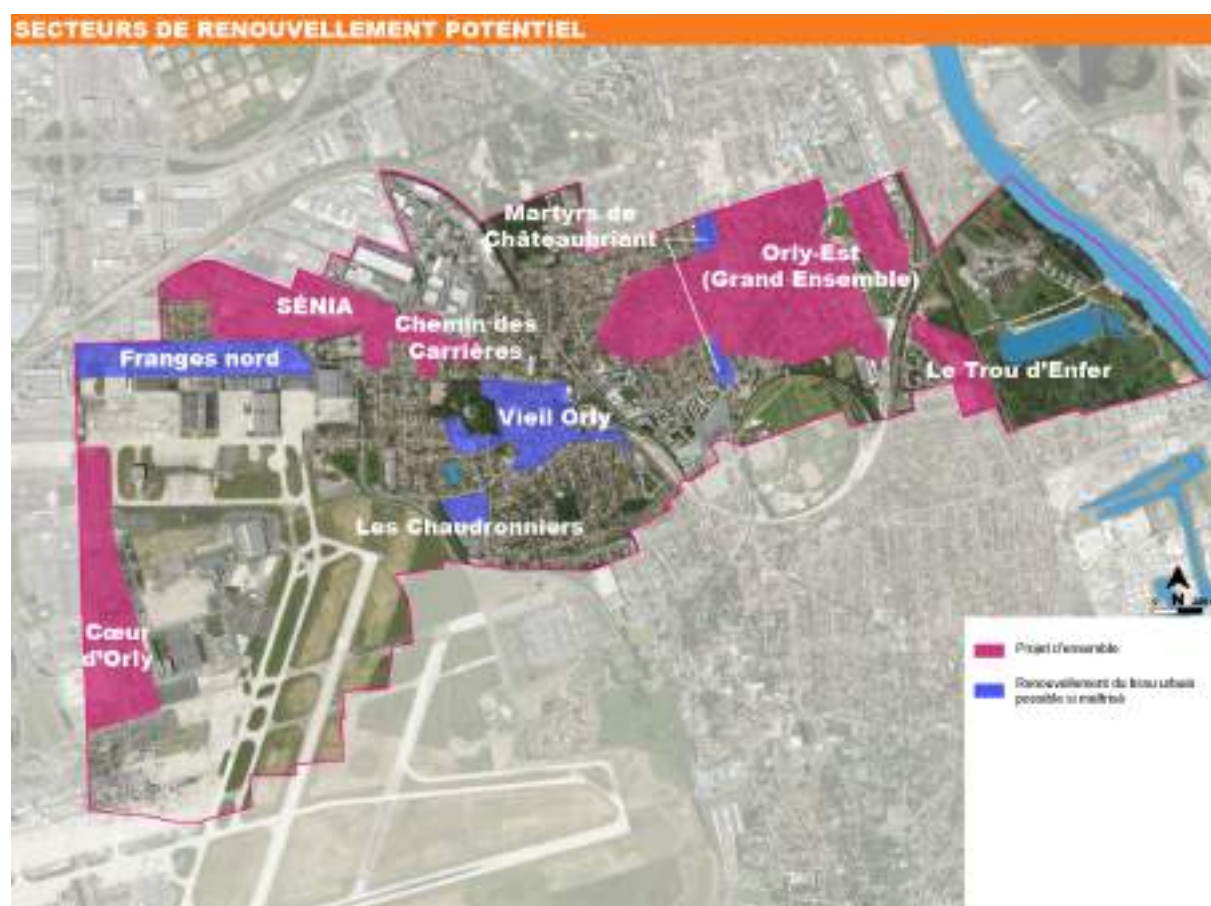 SECTEURS DE RENOUVELLEMENT POTENTIEL
Martyrs de
Châteaubriant
Orly-Est
(Grand Ensemble)
SÉNIA
Chemin des
Carrières
Franges nord
Le Trou d'Enfer
Vieil Orly
Les Chaudronniers
Cœur
d'Orly
N
Projet d'ensemble
Renouvellement du tissu urbain
possible si maîtrisé